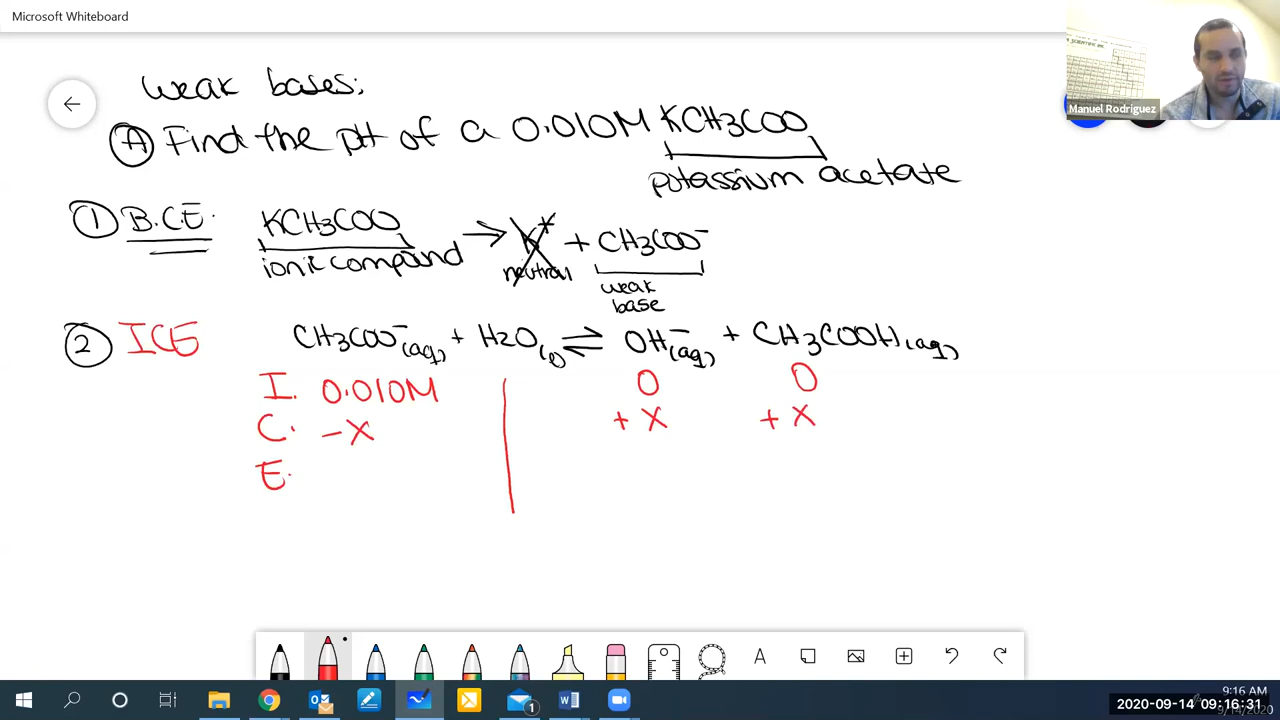 Microsoft Whiteboard
Manuel Rodriguez
weak bases:
A Find the pH of a 0.010M KCH3COO
potassium acetate
1 B.C.E. KCH3COO → K+ + CH3COO-
ionic compound neutral weak
base
2 ICE CH3COO-(aq) + H2O(l) ⇌ OH-(aq) + CH3COOH(aq)
I. 0.010M 0 0
C. -X +X +X
E.
A
1
9:16 AM
2020-09-14 09:16:31